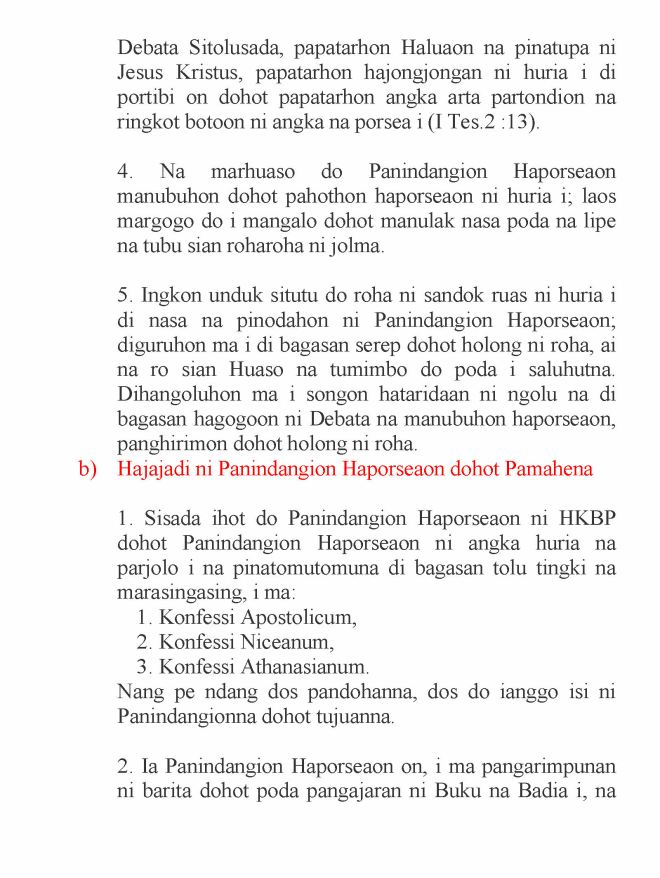 Debata Sitolusada, papatarhon Haluaon na pinatupa ni
Jesus Kristus, papatarhon hajongjongan ni huria i di
portibi on dohot papatarhon angka arta partondion na
ringkot botoon ni angka na porsea i (I Tes.2 :13).
4. Na marhuaso do Panindangion Haporseaon
manubuhon dohot pahothon haporseaon ni huria i; laos
margogo do i mangalo dohot manulak nasa poda na lipe
na tubu sian roharoha ni jolma.
5. Ingkon unduk situtu do roha ni sandok ruas ni huria i
di nasa na pinodahon ni Panindangion Haporseaon;
diguruhon ma i di bagasan serep dohot holong ni roha, ai
na ro sian Huaso na tumimbo do poda i saluhutna.
Dihangoluhon ma i songon hataridaan ni ngolu na di
bagasan hagogoon ni Debata na manubuhon haporseaon,
panghirimon dohot holong ni roha.
b) Hajajadi ni Panindangion Haporseaon dohot Pamahena
1. Sisada ihot do Panindangion Haporseaon ni HKBP
dohot Panindangion Haporseaon ni angka huria na
parjolo i na pinatomutomuna di bagasan tolu tingki na
marasingasing, i ma:
1. Konfessi Apostolicum,
2. Konfessi Niceanum,
3. Konfessi Athanasianum.
Nang pe ndang dos pandohanna, dos do ianggo isi ni
Panindangionna dohot tujuanna.
2. Ia Panindangion Haporseaon on, i ma pangarimpunan
ni barita dohot poda pangajaran ni Buku na Badia i, na